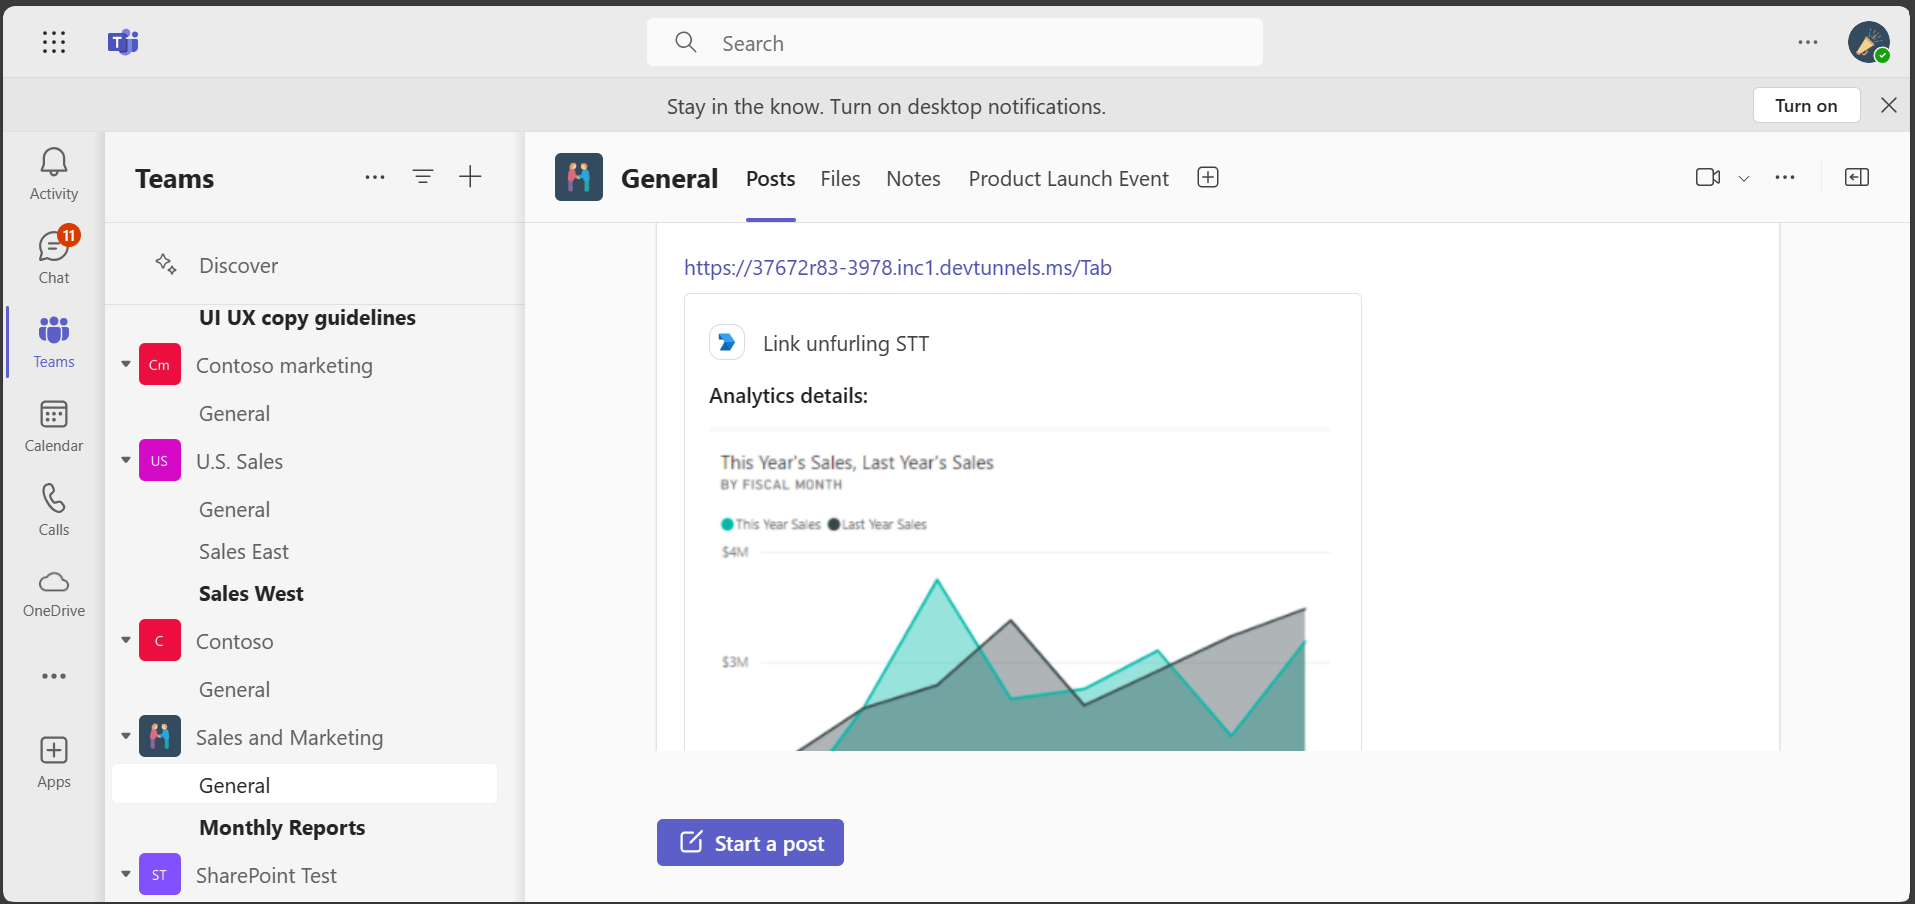 Search
Stay in the know. Turn on desktop notifications.
Turn on
Activity
11
Chat
Teams
Calendar
Calls
OneDrive
Apps
Teams
Discover
UI UX copy guidelines
Cm Contoso marketing
General
US U.S. Sales
General
Sales East
Sales West
C Contoso
General
Sales and Marketing
General
Monthly Reports
ST SharePoint Test
General Posts Files Notes Product Launch Event
https://37672r83-3978.inc1.devtunnels.ms/Tab
Link unfurling STT
Analytics details:
This Year's Sales, Last Year's Sales
BY FISCAL MONTH
This Year Sales Last Year Sales
$4M
$3M
Start a post